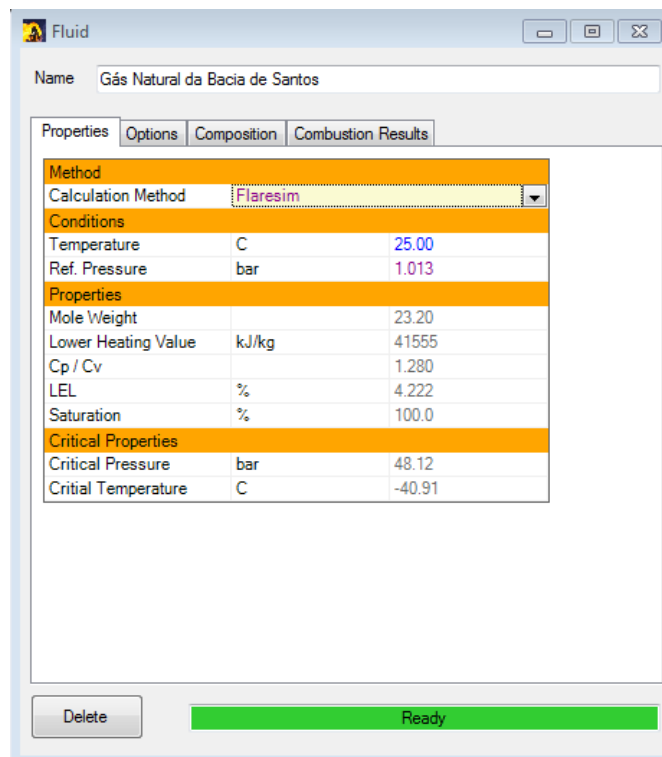 Fluid
Name Gás Natural da Bacia de Santos
Properties Options Composition Combustion Results
Method
Calculation Method Flaresim
Conditions
Temperature C 25.00
Ref. Pressure bar 1.013
Properties
Mole Weight 23.20
Lower Heating Value kJ/kg 41555
Cp / Cv 1.280
LEL % 4.222
Saturation % 100.0
Critical Properties
Critical Pressure bar 48.12
Critial Temperature C -40.91
Delete Ready